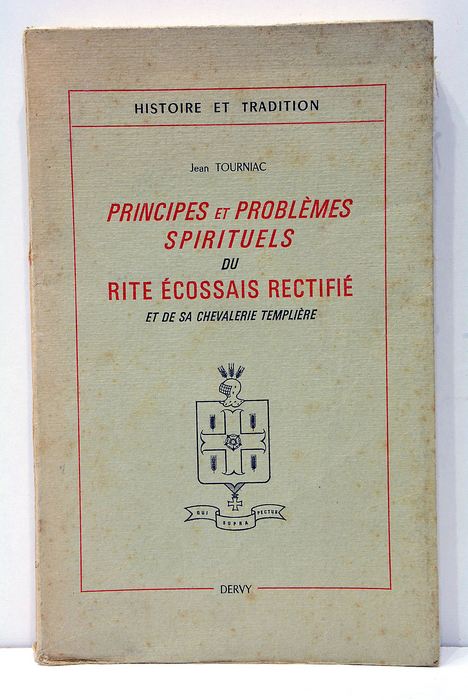 HISTOIRE ET TRADITION
Jean TOURNIAC
PRINCIPES ET PROBLÈMES
SPIRITUELS
DU
RITE ÉCOSSAIS RECTIFIÉ
ET DE SA CHEVALERIE TEMPLIÈRE
QUI SUPRA PECTUR
DERVY